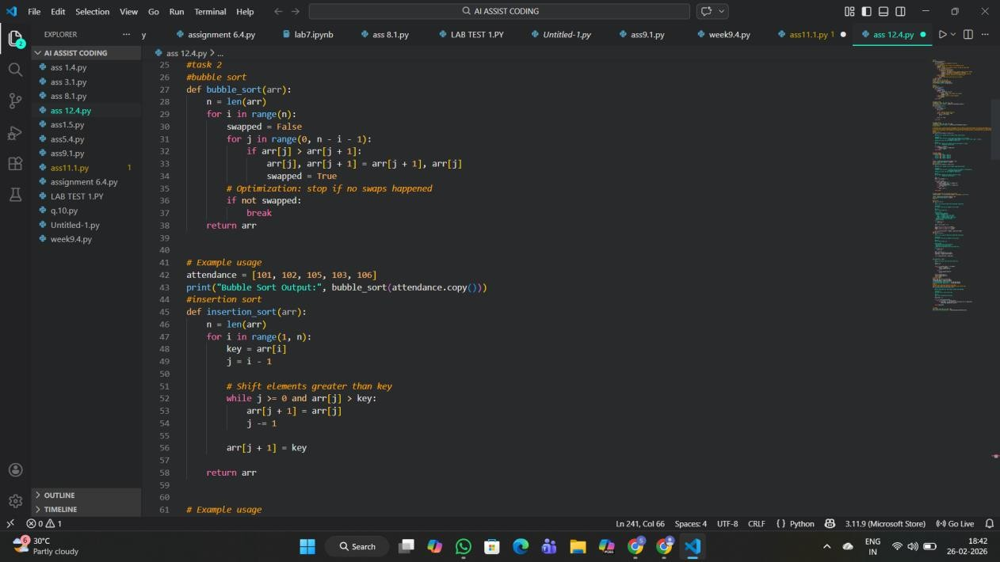 File Edit Selection View Go Run Terminal Help
AI ASSIST CODING
EXPLORER
y
assignment 6.4.py
lab7.ipynb
ass 8.1.py
LAB TEST 1.PY
Untitled-1.py
ass9.1.py
week9.4.py
ass11.1.py 1
ass 12.4.py
2
AI ASSIST CODING
ass 1.4.py
ass 3.1.py
ass 8.1.py
ass 12.4.py
ass1.5.py
ass5.4.py
ass9.1.py
ass11.1.py 1
assignment 6.4.py
LAB TEST 1.PY
q.10.py
Untitled-1.py
week9.4.py
OUTLINE
TIMELINE
ass 12.4.py > ...
25 #task 2
26 #bubble sort
27 def bubble_sort(arr):
28     n = len(arr)
29     for i in range(n):
30         swapped = False
31         for j in range(0, n - i - 1):
32             if arr[j] > arr[j + 1]:
33                 arr[j], arr[j + 1] = arr[j + 1], arr[j]
34                 swapped = True
35         # Optimization: stop if no swaps happened
36         if not swapped:
37             break
38     return arr
39
40
41 # Example usage
42 attendance = [101, 102, 105, 103, 106]
43 print("Bubble Sort Output:", bubble_sort(attendance.copy()))
44 #insertion sort
45 def insertion_sort(arr):
46     n = len(arr)
47     for i in range(1, n):
48         key = arr[i]
49         j = i - 1
50
51         # Shift elements greater than key
52         while j >= 0 and arr[j] > key:
53             arr[j + 1] = arr[j]
54             j -= 1
55
56         arr[j + 1] = key
57
58     return arr
59
60
61 # Example usage
0 1
Ln 241, Col 66 Spaces: 4 UTF-8 CRLF { } Python 3.11.9 (Microsoft Store) Go Live
6
30°C
Partly cloudy
Search
ENG
IN
18:42
26-02-2026